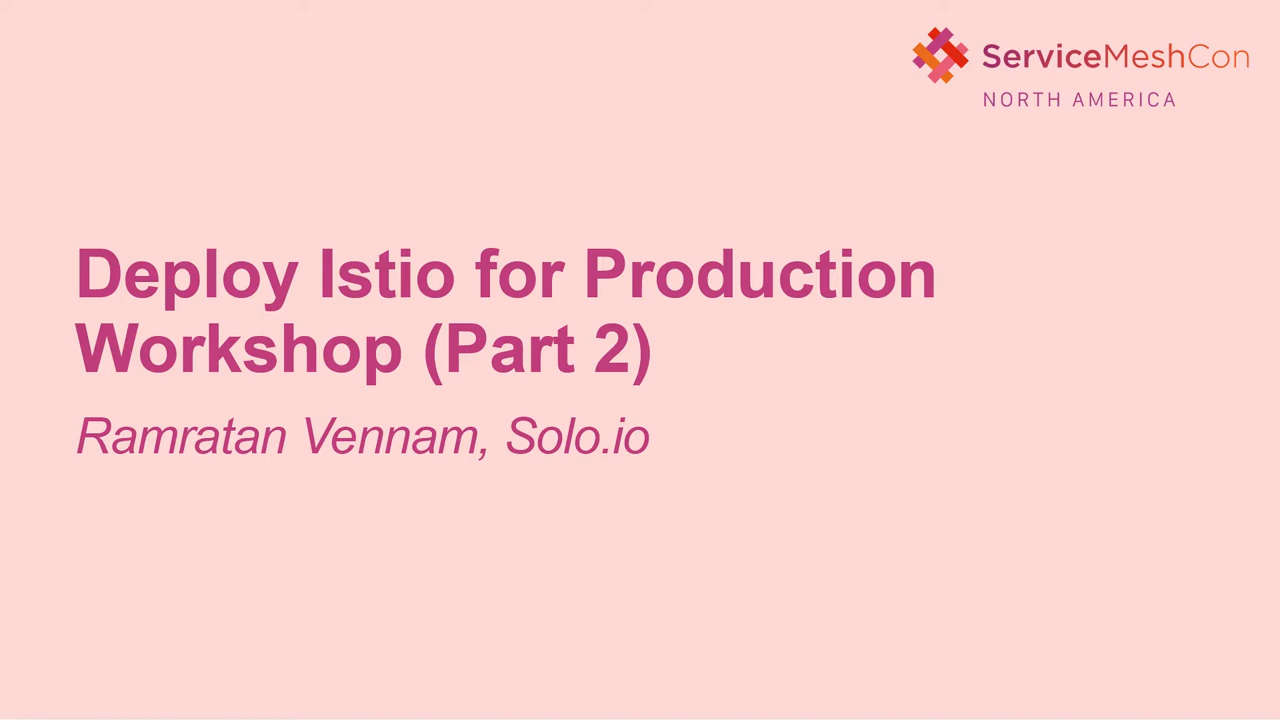 ServiceMeshCon
NORTH AMERICA
Deploy Istio for Production
Workshop (Part 2)
Ramratan Vennam, Solo.io